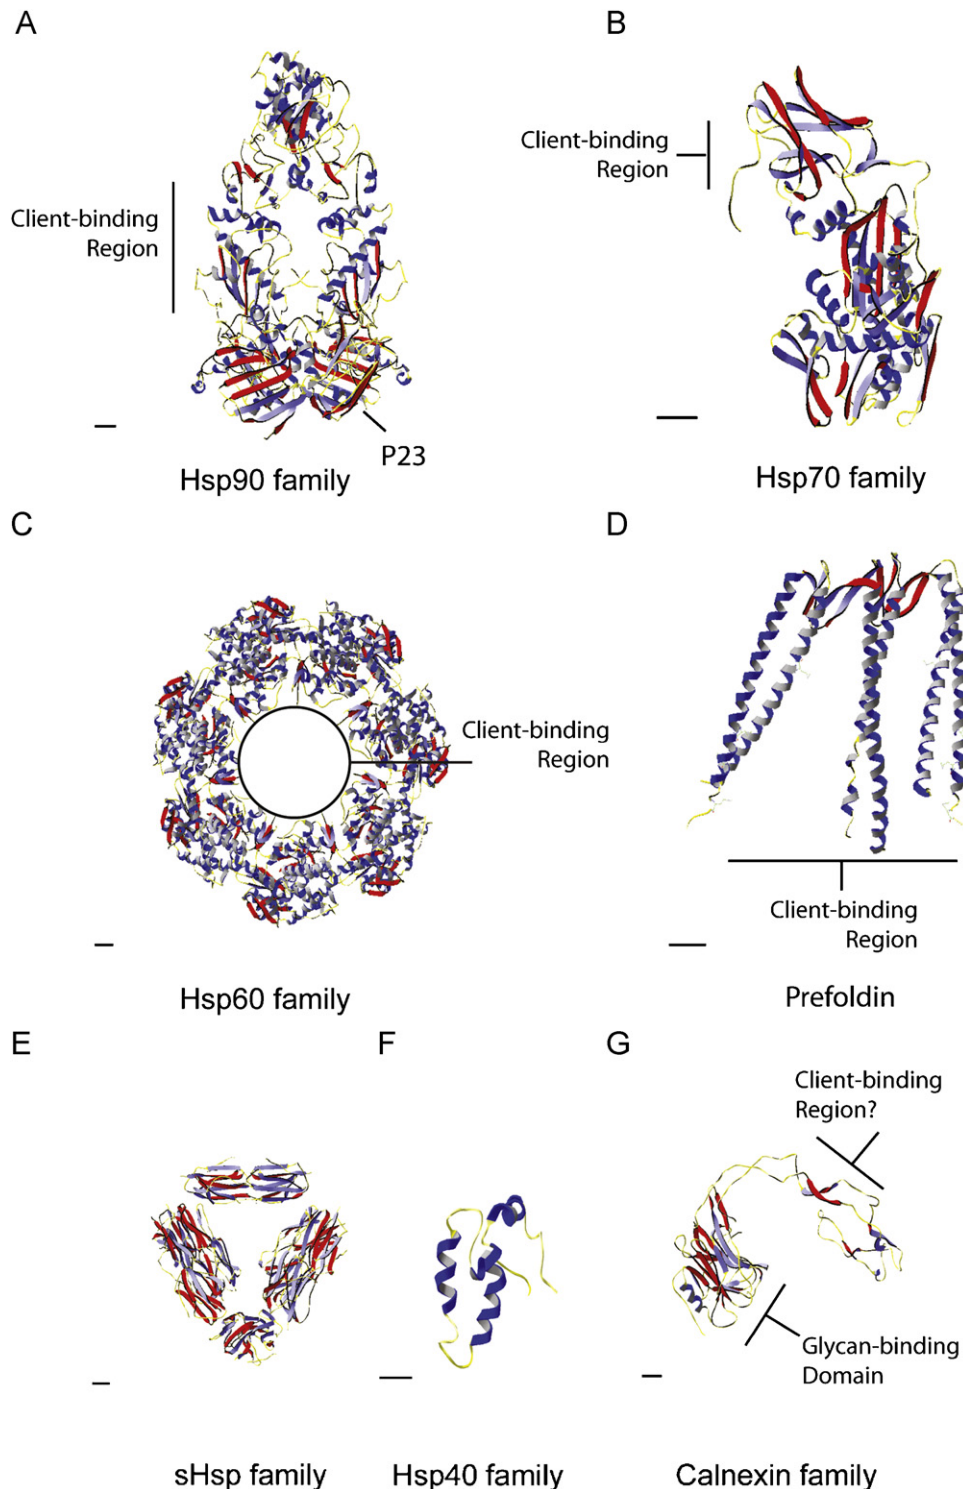 A
B
Client-binding
Region
Client-binding
Region
P23
Hsp90 family
Hsp70 family
C
D
Client-binding
Region
Client-binding
Region
Hsp60 family
Prefoldin
E
F
G
Client-binding
Region?
Glycan-binding
Domain
sHsp family
Hsp40 family
Calnexin family